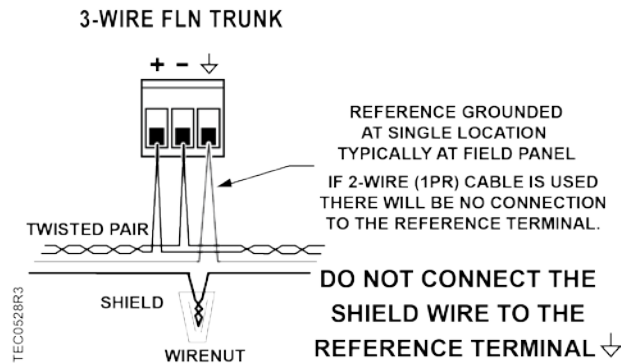 3-WIRE FLN TRUNK
+ -
REFERENCE GROUNDED
AT SINGLE LOCATION
TYPICALLY AT FIELD PANEL
IF 2-WIRE (1PR) CABLE IS USED
THERE WILL BE NO CONNECTION
TO THE REFERENCE TERMINAL.
TWISTED PAIR
SHIELD
WIRENUT
DO NOT CONNECT THE
SHIELD WIRE TO THE
REFERENCE TERMINAL
TEC0528R3